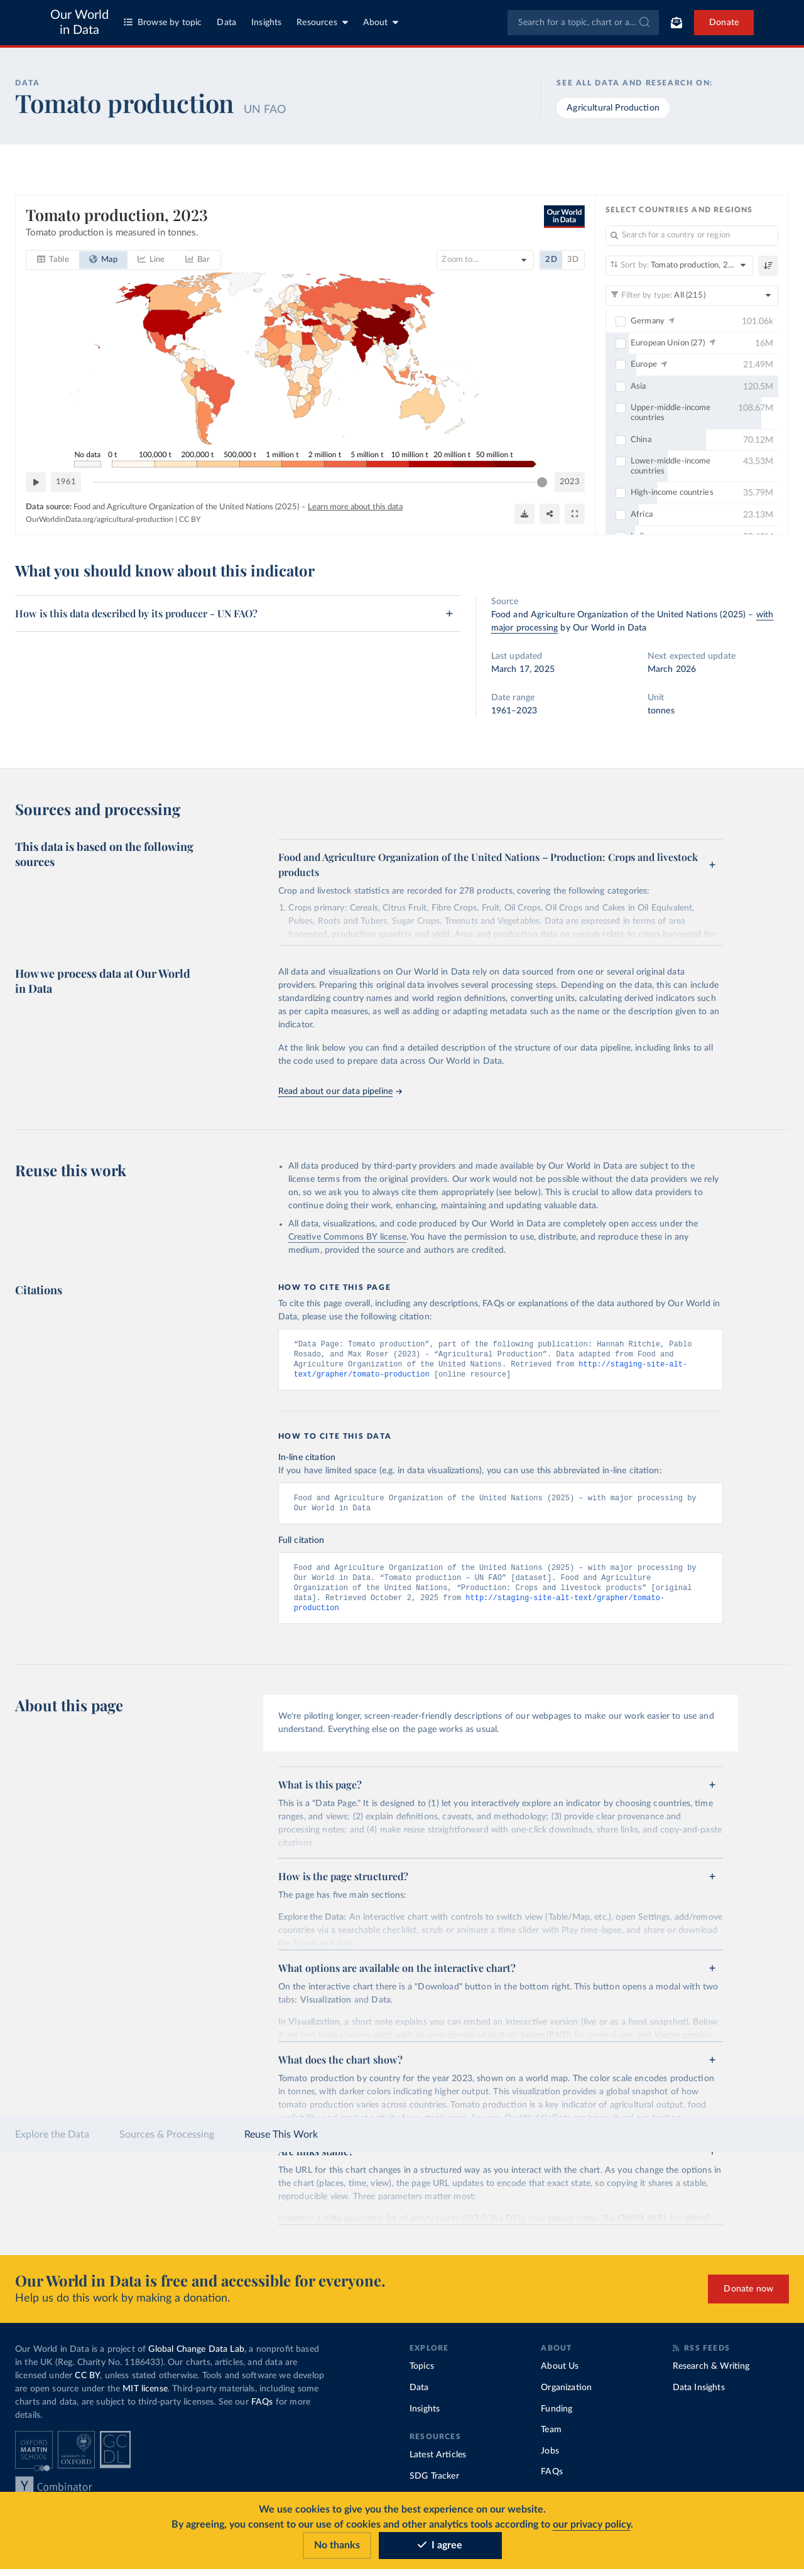 Our World
in Data
Browse by topic
Data
Insights
Resources
About
Search for a topic, chart or a...
Donate
DATA
Tomato production UN FAO
SEE ALL DATA AND RESEARCH ON:
Agricultural Production
Tomato production, 2023
Tomato production is measured in tonnes.
Our World
in Data
Table
Map
Line
Bar
Zoom to...
2D
3D
No data
0 t
100,000 t
200,000 t
500,000 t
1 million t
2 million t
5 million t
10 million t
20 million t
50 million t
1961
2023
Data source: Food and Agriculture Organization of the United Nations (2025) – Learn more about this data
OurWorldinData.org/agricultural-production | CC BY
SELECT COUNTRIES AND REGIONS
Search for a country or region
Sort by: Tomato production, 2...
Filter by type: All (215)
Germany 101.06k
European Union (27) 16M
Europe 21.49M
Asia 120.5M
Upper-middle-income
countries 108.67M
China 70.12M
Lower-middle-income
countries 43.53M
High-income countries 35.79M
Africa 23.13M
What you should know about this indicator
How is this data described by its producer - UN FAO?
Source
Food and Agriculture Organization of the United Nations (2025) – with
major processing by Our World in Data
Last updated
March 17, 2025
Next expected update
March 2026
Date range
1961–2023
Unit
tonnes
Sources and processing
This data is based on the following
sources
Food and Agriculture Organization of the United Nations – Production: Crops and livestock
products
Crop and livestock statistics are recorded for 278 products, covering the following categories:
1. Crops primary: Cereals, Citrus Fruit, Fibre Crops, Fruit, Oil Crops, Oil Crops and Cakes in Oil Equivalent,
Pulses, Roots and Tubers, Sugar Crops, Treenuts and Vegetables. Data are expressed in terms of area
harvested, production quantity and yield. Area and production data on cereals relate to crops harvested for
How we process data at Our World
in Data
All data and visualizations on Our World in Data rely on data sourced from one or several original data
providers. Preparing this original data involves several processing steps. Depending on the data, this can include
standardizing country names and world region definitions, converting units, calculating derived indicators such
as per capita measures, as well as adding or adapting metadata such as the name or the description given to an
indicator.
At the link below you can find a detailed description of the structure of our data pipeline, including links to all
the code used to prepare data across Our World in Data.
Read about our data pipeline
Reuse this work
All data produced by third-party providers and made available by Our World in Data are subject to the
license terms from the original providers. Our work would not be possible without the data providers we rely
on, so we ask you to always cite them appropriately (see below). This is crucial to allow data providers to
continue doing their work, enhancing, maintaining and updating valuable data.
All data, visualizations, and code produced by Our World in Data are completely open access under the
Creative Commons BY license. You have the permission to use, distribute, and reproduce these in any
medium, provided the source and authors are credited.
Citations
HOW TO CITE THIS PAGE
To cite this page overall, including any descriptions, FAQs or explanations of the data authored by Our World in
Data, please use the following citation:
“Data Page: Tomato production”, part of the following publication: Hannah Ritchie, Pablo
Rosado, and Max Roser (2023) - “Agricultural Production”. Data adapted from Food and
Agriculture Organization of the United Nations. Retrieved from http://staging-site-alt-
text/grapher/tomato-production [online resource]
HOW TO CITE THIS DATA
In-line citation
If you have limited space (e.g. in data visualizations), you can use this abbreviated in-line citation:
Food and Agriculture Organization of the United Nations (2025) – with major processing by
Our World in Data
Full citation
Food and Agriculture Organization of the United Nations (2025) – with major processing by
Our World in Data. “Tomato production – UN FAO” [dataset]. Food and Agriculture
Organization of the United Nations, “Production: Crops and livestock products” [original
data]. Retrieved October 2, 2025 from http://staging-site-alt-text/grapher/tomato-
production
About this page
We're piloting longer, screen-reader-friendly descriptions of our webpages to make our work easier to use and
understand. Everything else on the page works as usual.
What is this page?
This is a "Data Page." It is designed to (1) let you interactively explore an indicator by choosing countries, time
ranges, and views; (2) explain definitions, caveats, and methodology; (3) provide clear provenance and
processing notes; and (4) make reuse straightforward with one-click downloads, share links, and copy-and-paste
citations.
How is the page structured?
The page has five main sections:
Explore the Data: An interactive chart with controls to switch view (Table/Map, etc.), open Settings, add/remove
countries via a searchable checklist, scrub or animate a time slider with Play time-lapse, and share or download
What options are available on the interactive chart?
On the interactive chart there is a "Download" button in the bottom right. This button opens a modal with two
tabs: Visualization and Data.
In Visualization, a short note explains you can embed an interactive version (live or as a fixed snapshot). Below
What does the chart show?
Tomato production by country for the year 2023, shown on a world map. The color scale encodes production
in tonnes, with darker colors indicating higher output. This visualization provides a global snapshot of how
tomato production varies across countries. Tomato production is a key indicator of agricultural output, food
Explore the Data
Sources & Processing
Reuse This Work
Are links stable?
The URL for this chart changes in a structured way as you interact with the chart. As you change the options in
the chart (places, time, view), the page URL updates to encode that exact state, so copying it shares a stable,
reproducible view. Three parameters matter most:
Our World in Data is free and accessible for everyone.
Help us do this work by making a donation.
Donate now
Our World in Data is a project of Global Change Data Lab, a nonprofit based
in the UK (Reg. Charity No. 1186433). Our charts, articles, and data are
licensed under CC BY, unless stated otherwise. Tools and software we develop
are open source under the MIT license. Third-party materials, including some
charts and data, are subject to third-party licenses. See our FAQs for more
details.
OXFORD
MARTIN
SCHOOL
UNIVERSITY OF
OXFORD
GC
DL
Y Combinator
EXPLORE
Topics
Data
Insights
RESOURCES
Latest Articles
SDG Tracker
ABOUT
About Us
Organization
Funding
Team
Jobs
FAQs
RSS FEEDS
Research & Writing
Data Insights
We use cookies to give you the best experience on our website.
By agreeing, you consent to our use of cookies and other analytics tools according to our privacy policy.
No thanks
I agree